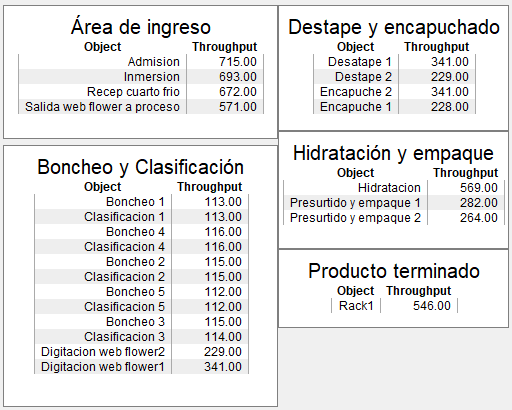 Área de ingreso
Object Throughput
Admision 715.00
Inmersion 693.00
Recep cuarto frio 672.00
Salida web flower a proceso 571.00
Boncheo y Clasificación
Object Throughput
Boncheo 1 113.00
Clasificacion 1 113.00
Boncheo 4 116.00
Clasificacion 4 116.00
Boncheo 2 115.00
Clasificacion 2 115.00
Boncheo 5 112.00
Clasificacion 5 112.00
Boncheo 3 115.00
Clasificacion 3 114.00
Digitacion web flower2 229.00
Digitacion web flower1 341.00
Destape y encapuchado
Object Throughput
Desatape 1 341.00
Destape 2 229.00
Encapuche 2 341.00
Encapuche 1 228.00
Hidratación y empaque
Object Throughput
Hidratacion 569.00
Presurtido y empaque 1 282.00
Presurtido y empaque 2 264.00
Producto terminado
Object Throughput
Rack1 546.00